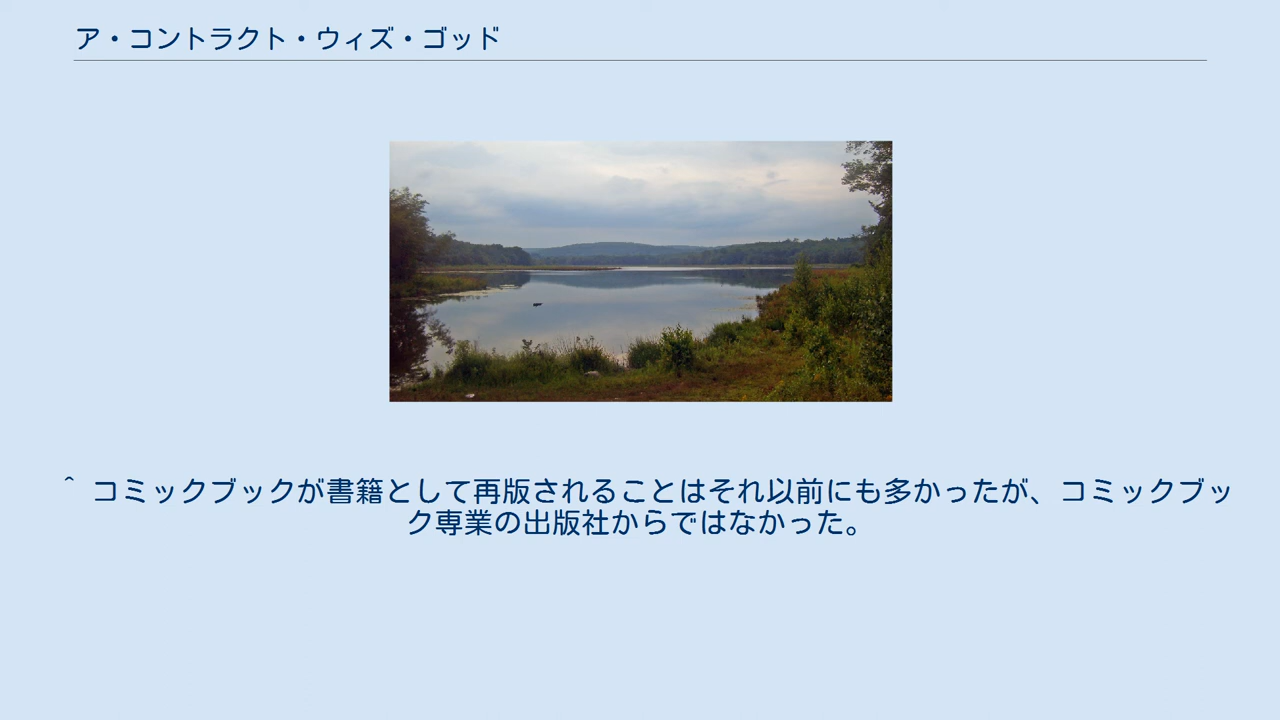 ア・コントラクト・ウィズ・ゴッド
^ コミックブックが書籍として再版されることはそれ以前にも多かったが、コミックブッ
ク専業の出版社からではなかった。